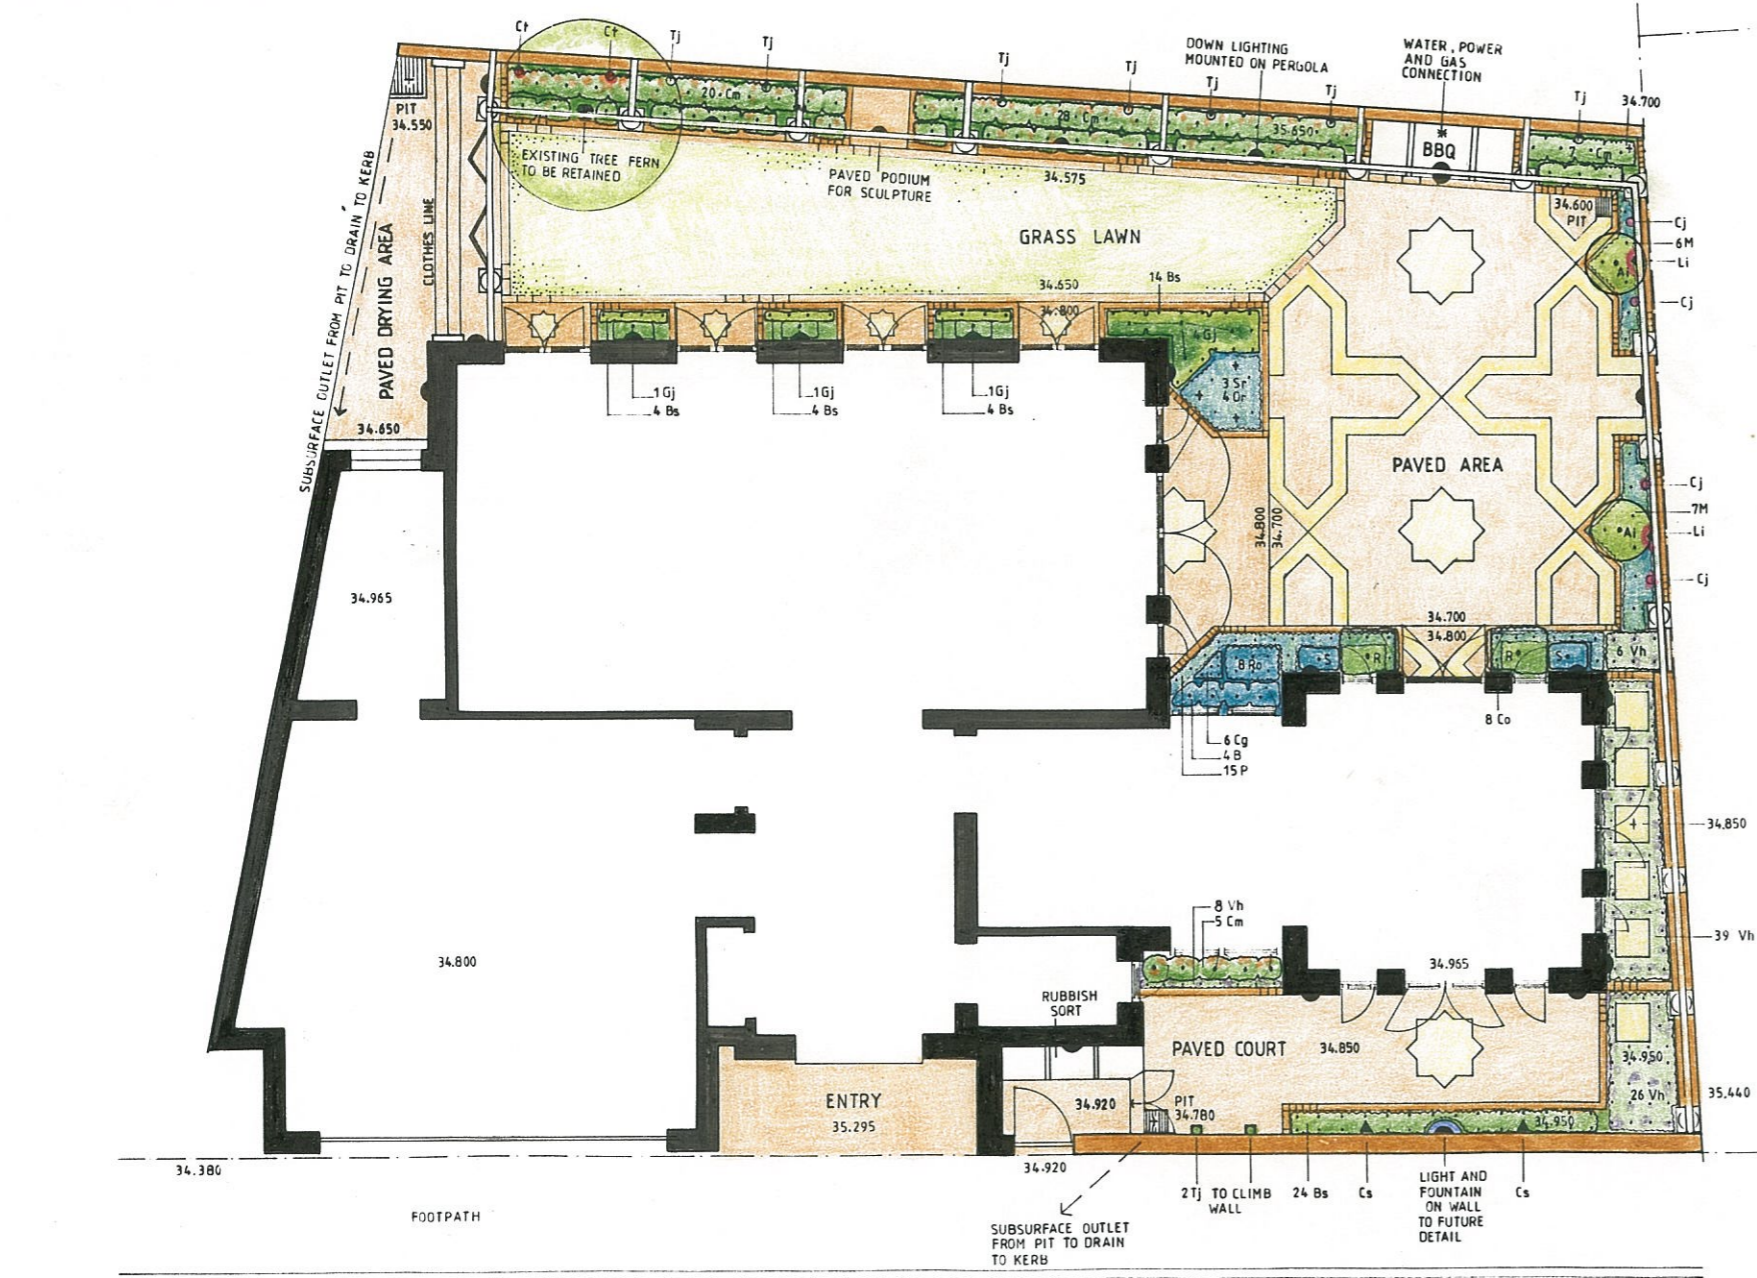 Ct
Ct
Tj
Tj
Tj
Tj
DOWN LIGHTING
MOUNTED ON PERGOLA
Tj
Tj
WATER, POWER
AND GAS
CONNECTION
Tj
34.700
PIT
34.550
20 Cm
28 Cm
35.650
BBQ
7 Cm
EXISTING TREE FERN
TO BE RETAINED
PAVED PODIUM
FOR SCULPTURE
34.575
34.600
PIT
Cj
6M
Li
Ai
Cj
GRASS LAWN
34.650
14 Bs
34.800
SUBSURFACE OUTLET FROM PIT TO DRAIN TO KERB
PAVED DRYING AREA
CLOTHES LINE
34.650
1Gj
4 Bs
1Gj
4 Bs
1Gj
4 Bs
4 Gj
3 Sr
4 Or
PAVED AREA
34.800
34.700
Cj
7M
Li
Ai
Cj
34.700
34.800
34.965
8 Ro
S
R
R
S
6 Vh
8 Co
6 Cg
4 B
15 P
34.850
39 Vh
8 Vh
5 Cm
34.800
34.965
RUBBISH
SORT
PAVED COURT
34.850
34.950
26 Vh
35.440
ENTRY
35.295
34.920
PIT
34.780
34.950
34.380
34.920
FOOTPATH
2Tj TO CLIMB
WALL
24 Bs
Cs
LIGHT AND
FOUNTAIN
ON WALL
TO FUTURE
DETAIL
Cs
SUBSURFACE OUTLET
FROM PIT TO DRAIN
TO KERB